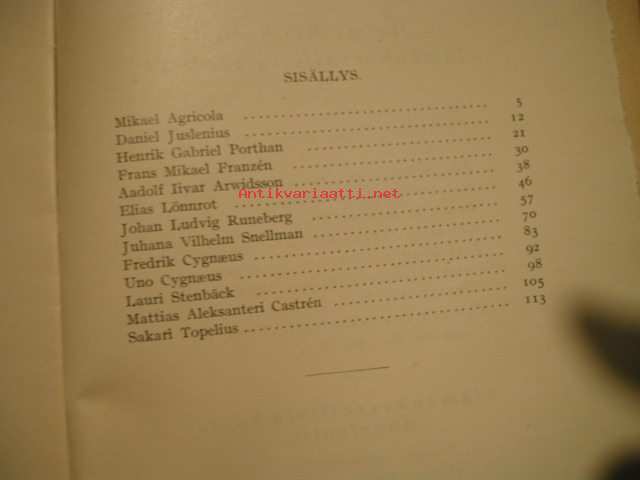 SISÄLLYS.
Mikael Agricola 5
Daniel Juslenius 12
Henrik Gabriel Porthan 21
Frans Mikael Franzén 30
Aadolf Iivar Arwidsson 38
Antikvariaatti.net
Elias Lönnrot 46
Johan Ludvig Runeberg 57
Juhana Vilhelm Snellman 70
Fredrik Cygnæus 83
Uno Cygnæus 92
Lauri Stenbäck 98
Mattias Aleksanteri Castrén 105
Sakari Topelius 113